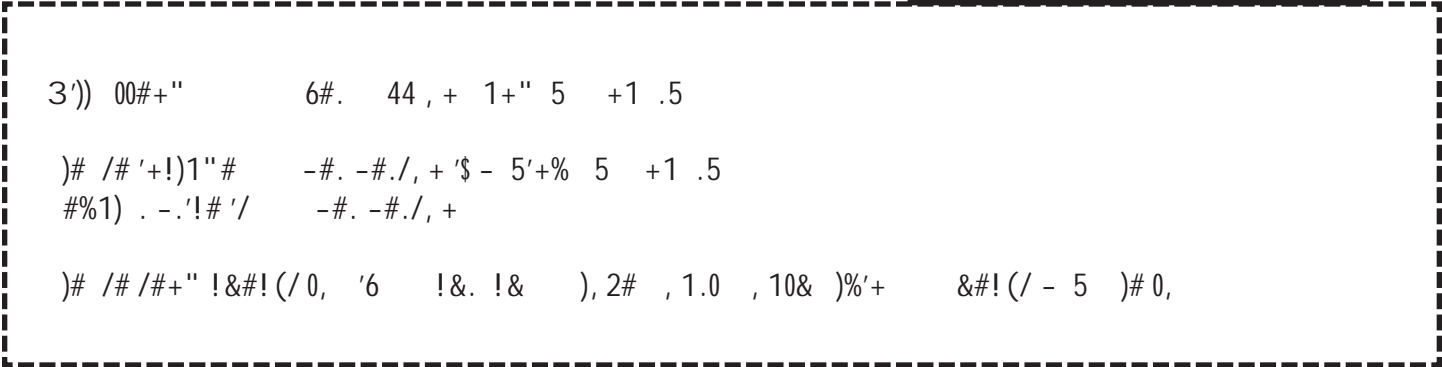 3')) 00#+" 6#. 44 , + 1+" 5 +1 .5
)# /# '+!)1"# -#. -#./, + '$ - 5'+% 5 +1 .5
#%1) . -.'!# '/ -#. -#./, +
)# /# /#+" !&#!(/ 0, '6 !&. !& ), 2# , 1.0 , 10& )%'+ &#!(/ - 5 )# 0,